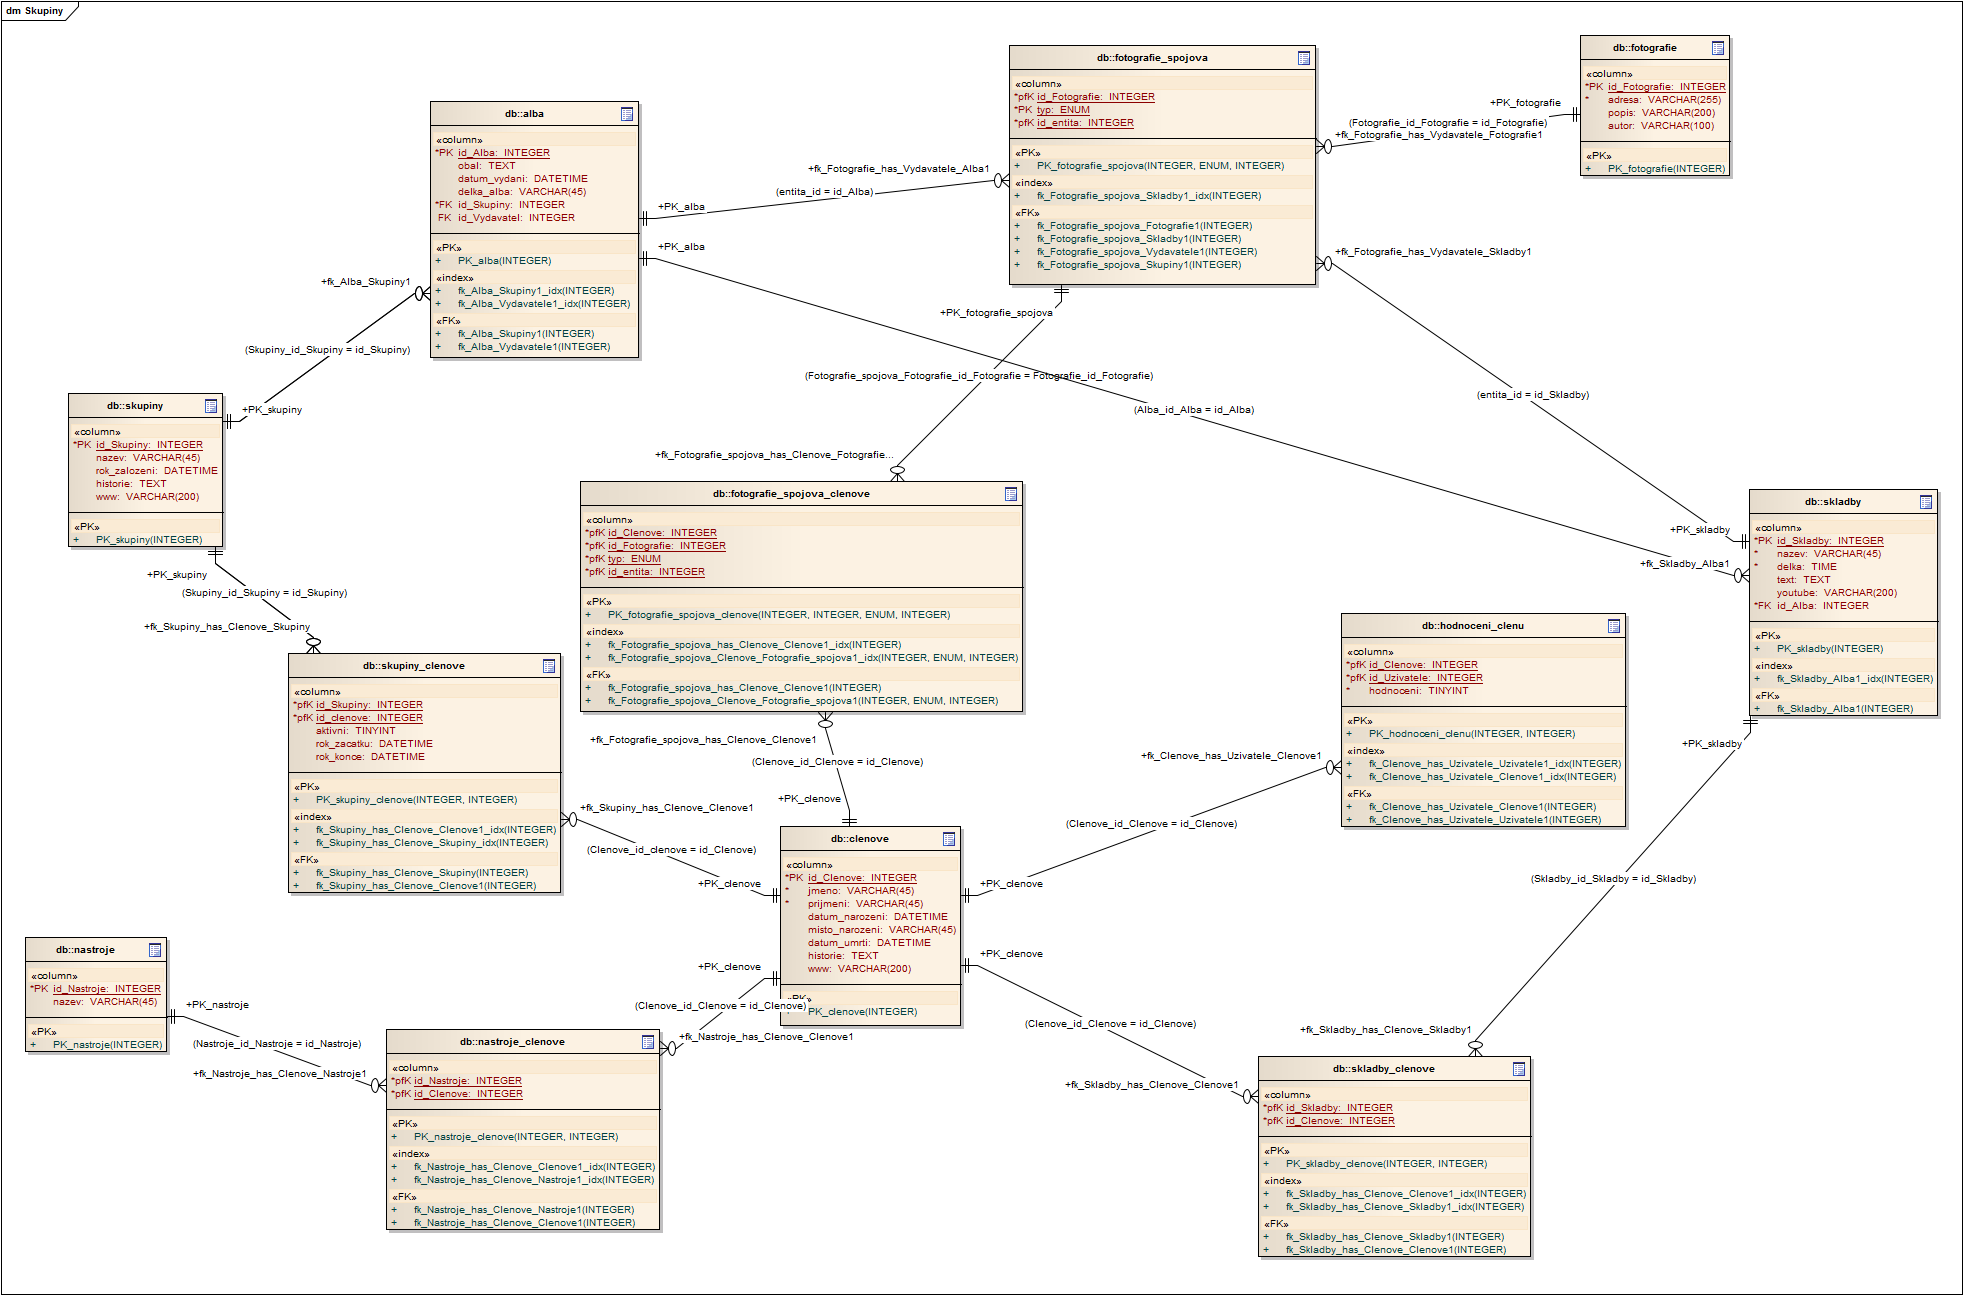 dm Skupiny
db::fotografie
«column»
*PK id_Fotografie: INTEGER
* adresa: VARCHAR(255)
popis: VARCHAR(200)
autor: VARCHAR(100)
«PK»
+ PK_fotografie(INTEGER)
db::fotografie_spojova
«column»
*pfK id_Fotografie: INTEGER
*PK typ: ENUM
*pfK id_entita: INTEGER
«PK»
+ PK_fotografie_spojova(INTEGER, ENUM, INTEGER)
«index»
+ fk_Fotografie_spojova_Skladby1_idx(INTEGER)
«FK»
+ fk_Fotografie_spojova_Fotografie1(INTEGER)
+ fk_Fotografie_spojova_Skladby1(INTEGER)
+ fk_Fotografie_spojova_Vydavatele1(INTEGER)
+ fk_Fotografie_spojova_Skupiny1(INTEGER)
+PK_fotografie
(Fotografie_id_Fotografie = id_Fotografie)
+fk_Fotografie_has_Vydavatele_Fotografie1
db::alba
«column»
*PK id_Alba: INTEGER
obal: TEXT
datum_vydani: DATETIME
delka_alba: VARCHAR(45)
*FK id_Skupiny: INTEGER
FK id_Vydavatel: INTEGER
«PK»
+ PK_alba(INTEGER)
«index»
+ fk_Alba_Skupiny1_idx(INTEGER)
+ fk_Alba_Vydavatele1_idx(INTEGER)
«FK»
+ fk_Alba_Skupiny1(INTEGER)
+ fk_Alba_Vydavatele1(INTEGER)
+fk_Fotografie_has_Vydavatele_Alba1
(entita_id = id_Alba)
+PK_alba
+PK_alba
+fk_Fotografie_has_Vydavatele_Skladby1
+fk_Alba_Skupiny1
+PK_fotografie_spojova
(Skupiny_id_Skupiny = id_Skupiny)
(Fotografie_spojova_Fotografie_id_Fotografie = Fotografie_id_Fotografie)
(entita_id = id_Skladby)
(Alba_id_Alba = id_Alba)
+PK_skupiny
db::skupiny
«column»
*PK id_Skupiny: INTEGER
nazev: VARCHAR(45)
rok_zalozeni: DATETIME
historie: TEXT
www: VARCHAR(200)
«PK»
+ PK_skupiny(INTEGER)
+fk_Fotografie_spojova_has_Clenove_Fotografie...
db::fotografie_spojova_clenove
«column»
*pfK id_Clenove: INTEGER
*pfK id_Fotografie: INTEGER
*pfK typ: ENUM
*pfK id_entita: INTEGER
«PK»
+ PK_fotografie_spojova_clenove(INTEGER, INTEGER, ENUM, INTEGER)
«index»
+ fk_Fotografie_spojova_has_Clenove_Clenove1_idx(INTEGER)
+ fk_Fotografie_spojova_Clenove_Fotografie_spojova1_idx(INTEGER, ENUM, INTEGER)
«FK»
+ fk_Fotografie_spojova_has_Clenove_Clenove1(INTEGER)
+ fk_Fotografie_spojova_Clenove_Fotografie_spojova1(INTEGER, ENUM, INTEGER)
+PK_skladby
+fk_Skladby_Alba1
db::skladby
«column»
*PK id_Skladby: INTEGER
* nazev: VARCHAR(45)
* delka: TIME
text: TEXT
youtube: VARCHAR(200)
*FK id_Alba: INTEGER
«PK»
+ PK_skladby(INTEGER)
«index»
+ fk_Skladby_Alba1_idx(INTEGER)
«FK»
+ fk_Skladby_Alba1(INTEGER)
+PK_skupiny
(Skupiny_id_Skupiny = id_Skupiny)
+fk_Skupiny_has_Clenove_Skupiny
db::hodnoceni_clenu
«column»
*pfK id_Clenove: INTEGER
*pfK id_Uzivatele: INTEGER
* hodnoceni: TINYINT
«PK»
+ PK_hodnoceni_clenu(INTEGER, INTEGER)
«index»
+ fk_Clenove_has_Uzivatele_Uzivatele1_idx(INTEGER)
+ fk_Clenove_has_Uzivatele_Clenove1_idx(INTEGER)
«FK»
+ fk_Clenove_has_Uzivatele_Clenove1(INTEGER)
+ fk_Clenove_has_Uzivatele_Uzivatele1(INTEGER)
db::skupiny_clenove
«column»
*pfK id_Skupiny: INTEGER
*pfK id_clenove: INTEGER
aktivni: TINYINT
rok_zacatku: DATETIME
rok_konce: DATETIME
«PK»
+ PK_skupiny_clenove(INTEGER, INTEGER)
«index»
+ fk_Skupiny_has_Clenove_Clenove1_idx(INTEGER)
+ fk_Skupiny_has_Clenove_Skupiny_idx(INTEGER)
«FK»
+ fk_Skupiny_has_Clenove_Skupiny(INTEGER)
+ fk_Skupiny_has_Clenove_Clenove1(INTEGER)
+fk_Fotografie_spojova_has_Clenove_Clenove1
(Clenove_id_Clenove = id_Clenove)
+PK_clenove
+fk_Clenove_has_Uzivatele_Clenove1
+PK_skladby
+fk_Skupiny_has_Clenove_Clenove1
(Clenove_id_clenove = id_Clenove)
+PK_clenove
(Clenove_id_Clenove = id_Clenove)
+PK_clenove
(Skladby_id_Skladby = id_Skladby)
db::clenove
«column»
*PK id_Clenove: INTEGER
* jmeno: VARCHAR(45)
* prijmeni: VARCHAR(45)
datum_narozeni: DATETIME
misto_narozeni: VARCHAR(45)
datum_umrti: DATETIME
historie: TEXT
www: VARCHAR(200)
«PK»
PK_clenove(INTEGER)
+PK_clenove
+PK_clenove
(Clenove_id_Clenove = id_Clenove)
+fk_Nastroje_has_Clenove_Clenove1
db::nastroje
«column»
*PK id_Nastroje: INTEGER
nazev: VARCHAR(45)
«PK»
+ PK_nastroje(INTEGER)
+PK_nastroje
(Nastroje_id_Nastroje = id_Nastroje)
+fk_Nastroje_has_Clenove_Nastroje1
db::nastroje_clenove
«column»
*pfK id_Nastroje: INTEGER
*pfK id_Clenove: INTEGER
«PK»
+ PK_nastroje_clenove(INTEGER, INTEGER)
«index»
+ fk_Nastroje_has_Clenove_Clenove1_idx(INTEGER)
+ fk_Nastroje_has_Clenove_Nastroje1_idx(INTEGER)
«FK»
+ fk_Nastroje_has_Clenove_Nastroje1(INTEGER)
+ fk_Nastroje_has_Clenove_Clenove1(INTEGER)
(Clenove_id_Clenove = id_Clenove)
+fk_Skladby_has_Clenove_Skladby1
+fk_Skladby_has_Clenove_Clenove1
db::skladby_clenove
«column»
*pfK id_Skladby: INTEGER
*pfK id_Clenove: INTEGER
«PK»
+ PK_skladby_clenove(INTEGER, INTEGER)
«index»
+ fk_Skladby_has_Clenove_Clenove1_idx(INTEGER)
+ fk_Skladby_has_Clenove_Skladby1_idx(INTEGER)
«FK»
+ fk_Skladby_has_Clenove_Skladby1(INTEGER)
+ fk_Skladby_has_Clenove_Clenove1(INTEGER)